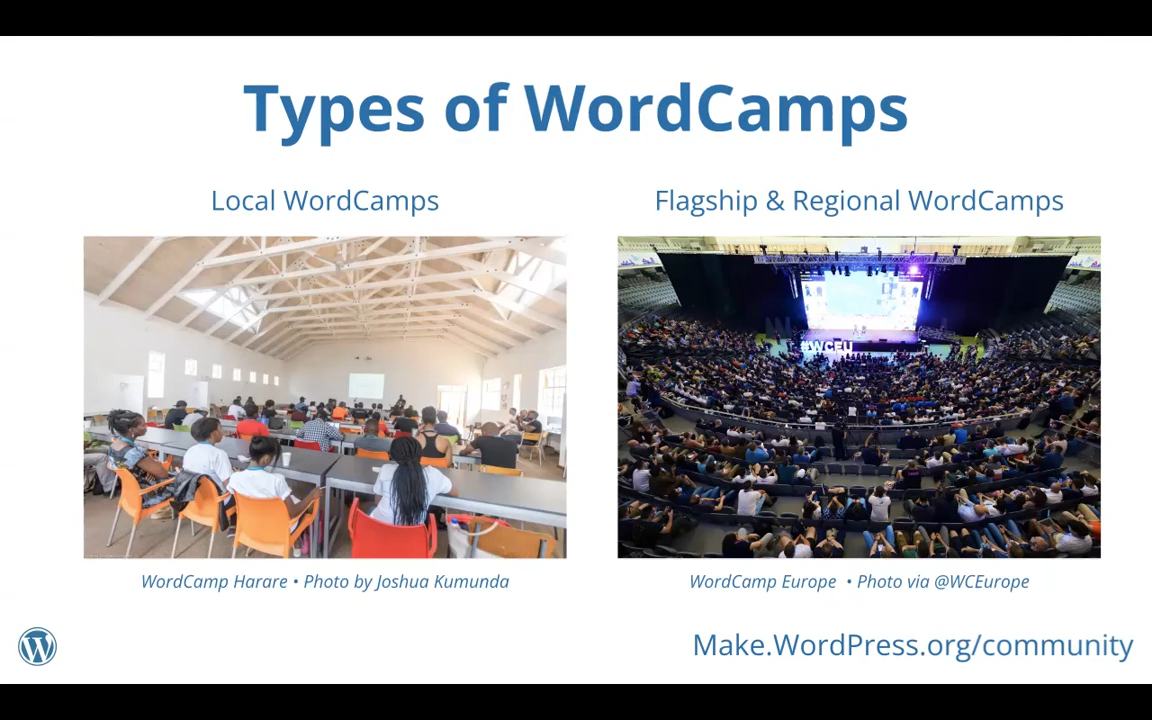 Types of WordCamps
Local WordCamps
Flagship & Regional WordCamps
#WCEU
WordCamp Harare • Photo by Joshua Kumunda
WordCamp Europe • Photo via @WCEurope
Make.WordPress.org/community